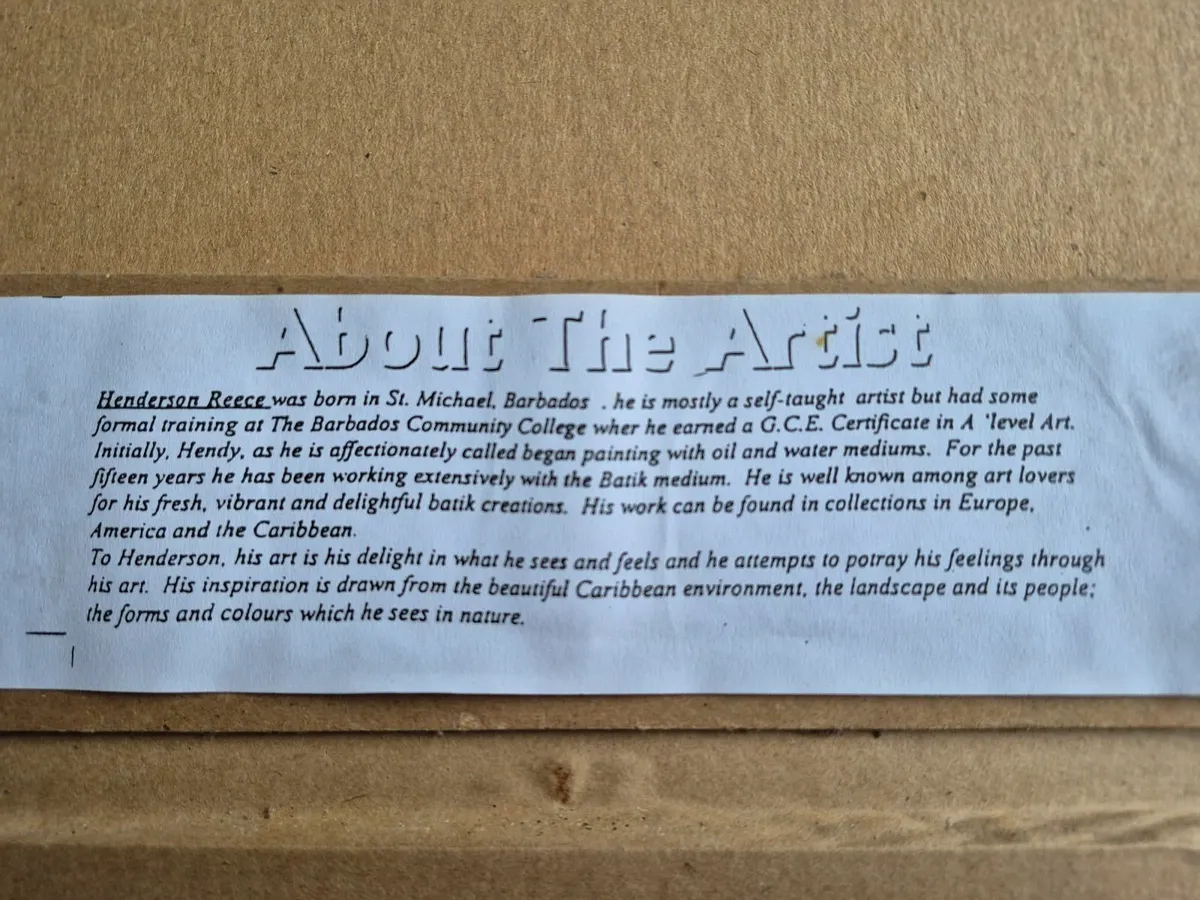 About The Artist
Henderson Reece was born in St. Michael, Barbados . he is mostly a self-taught artist but had some
formal training at The Barbados Community College wher he earned a G.C.E. Certificate in A 'level Art.
Initially, Hendy, as he is affectionately called began painting with oil and water mediums. For the past
fifteen years he has been working extensively with the Batik medium. He is well known among art lovers
for his fresh, vibrant and delightful batik creations. His work can be found in collections in Europe,
America and the Caribbean.
To Henderson, his art is his delight in what he sees and feels and he attempts to potray his feelings through
his art. His inspiration is drawn from the beautiful Caribbean environment, the landscape and its people;
the forms and colours which he sees in nature.